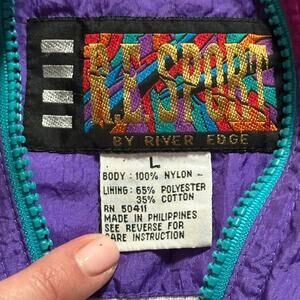 R.E. SPORT
BY RIVER EDGE
L
BODY : 100% NYLON
LINING: 65% POLYESTER
35% COTTON
RN 50411
MADE IN PHILIPPINES
SEE REVERSE FOR
CARE INSTRUCTION